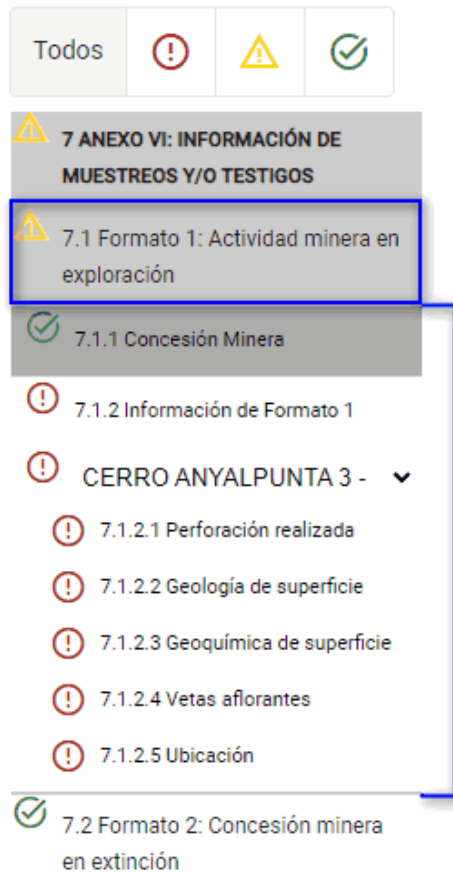 Todos
7 ANEXO VI: INFORMACIÓN DE
MUESTREOS Y/O TESTIGOS
7.1 Formato 1: Actividad minera en
exploración
7.1.1 Concesión Minera
7.1.2 Información de Formato 1
CERRO ANYALPUNTA 3 -
7.1.2.1 Perforación realizada
7.1.2.2 Geología de superficie
7.1.2.3 Geoquímica de superficie
7.1.2.4 Vetas aflorantes
7.1.2.5 Ubicación
7.2 Formato 2: Concesión minera
en extinción